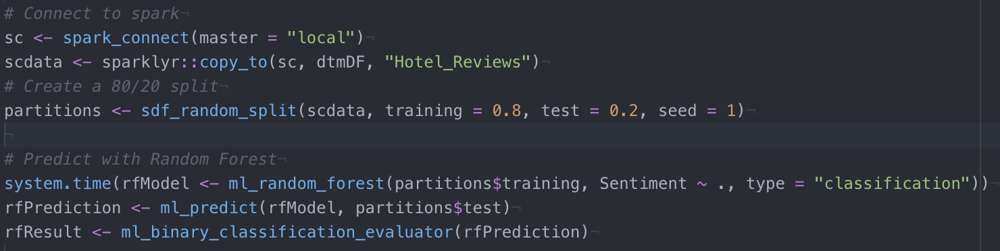 # Connect to spark¬
sc <- spark_connect(master = "local")¬
scdata <- sparklyr::copy_to(sc, dtmDF, "Hotel_Reviews")¬
# Create a 80/20 split¬
partitions <- sdf_random_split(scdata, training = 0.8, test = 0.2, seed = 1)¬
¬
# Predict with Random Forest¬
system.time(rfModel <- ml_random_forest(partitions$training, Sentiment ~ ., type = "classification"))¬
rfPrediction <- ml_predict(rfModel, partitions$test)¬
rfResult <- ml_binary_classification_evaluator(rfPrediction)¬